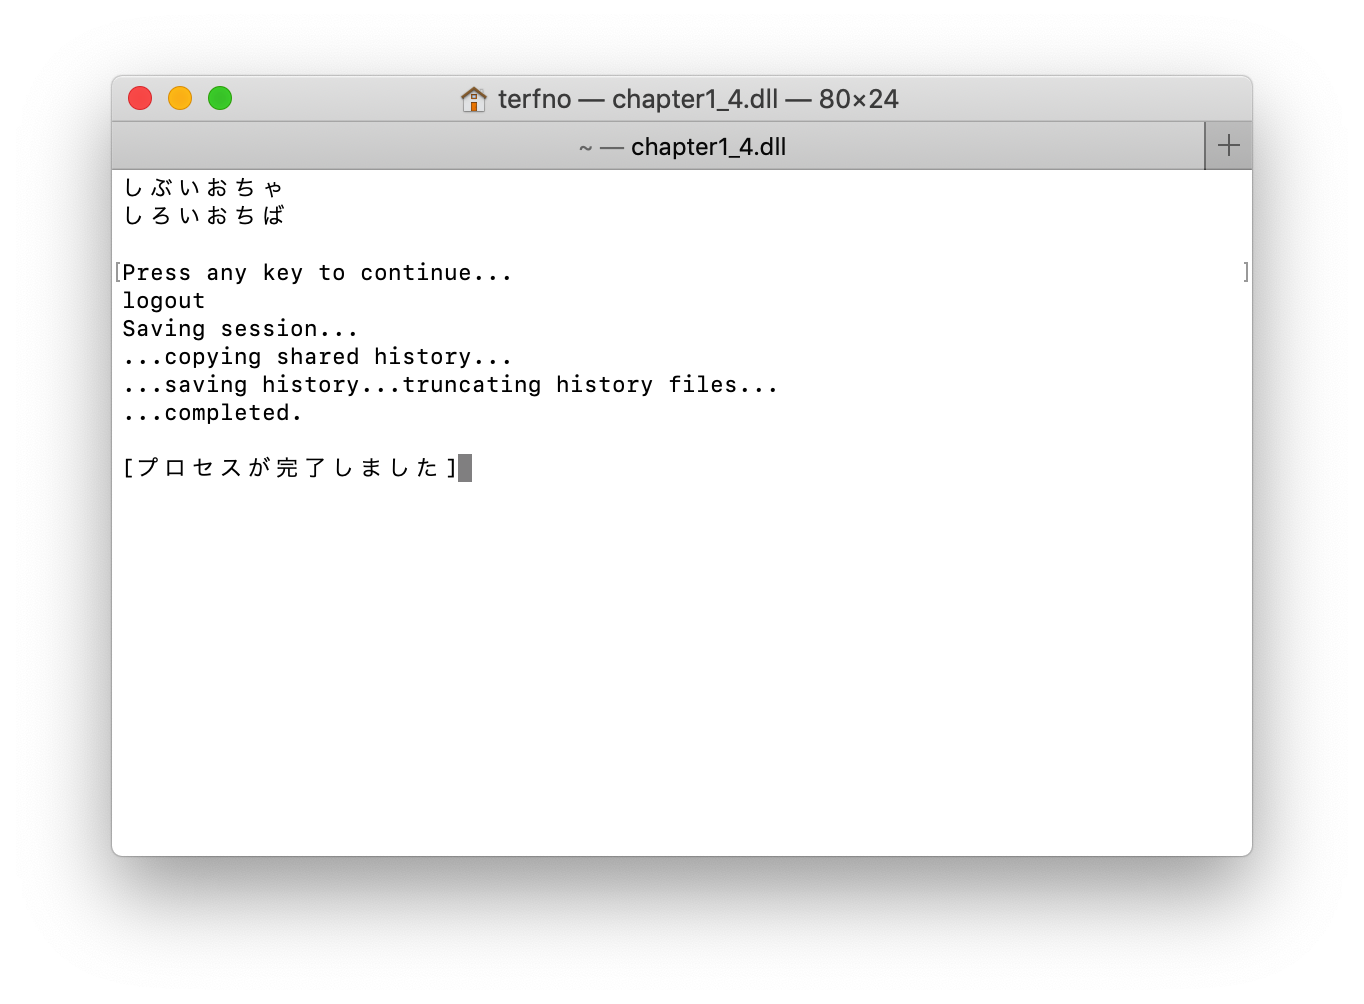 terfno — chapter1_4.dll — 80×24
~ — chapter1_4.dll
しぶいおちゃ
しろいおちば
[Press any key to continue... ]
logout
Saving session...
...copying shared history...
...saving history...truncating history files...
...completed.
[プロセスが完了しました]